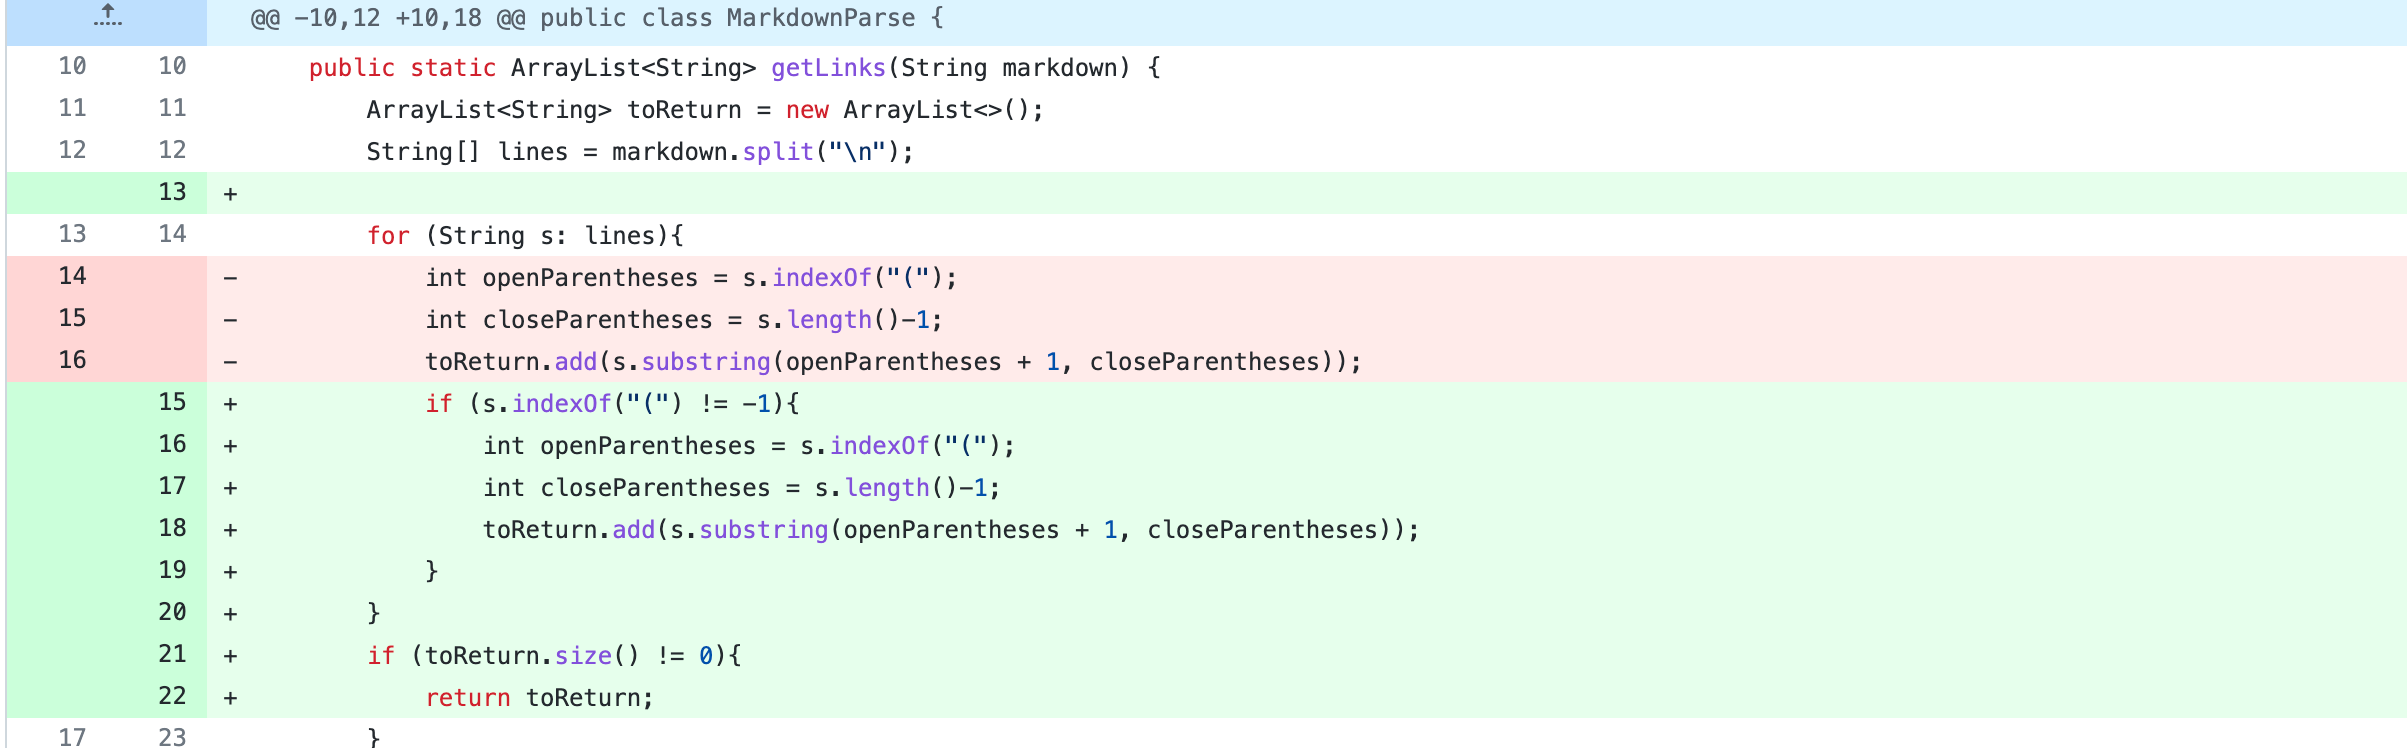 @@ -10,12 +10,18 @@ public class MarkdownParse {
10 10 public static ArrayList<String> getLinks(String markdown) {
11 11 ArrayList<String> toReturn = new ArrayList<>();
12 12 String[] lines = markdown.split("\n");
13 +
13 14 for (String s: lines){
14 - int openParentheses = s.indexOf("(");
15 - int closeParentheses = s.length()-1;
16 - toReturn.add(s.substring(openParentheses + 1, closeParentheses));
15 + if (s.indexOf("(") != -1){
16 + int openParentheses = s.indexOf("(");
17 + int closeParentheses = s.length()-1;
18 + toReturn.add(s.substring(openParentheses + 1, closeParentheses));
19 + }
20 + }
21 + if (toReturn.size() != 0){
22 + return toReturn;
17 23 }